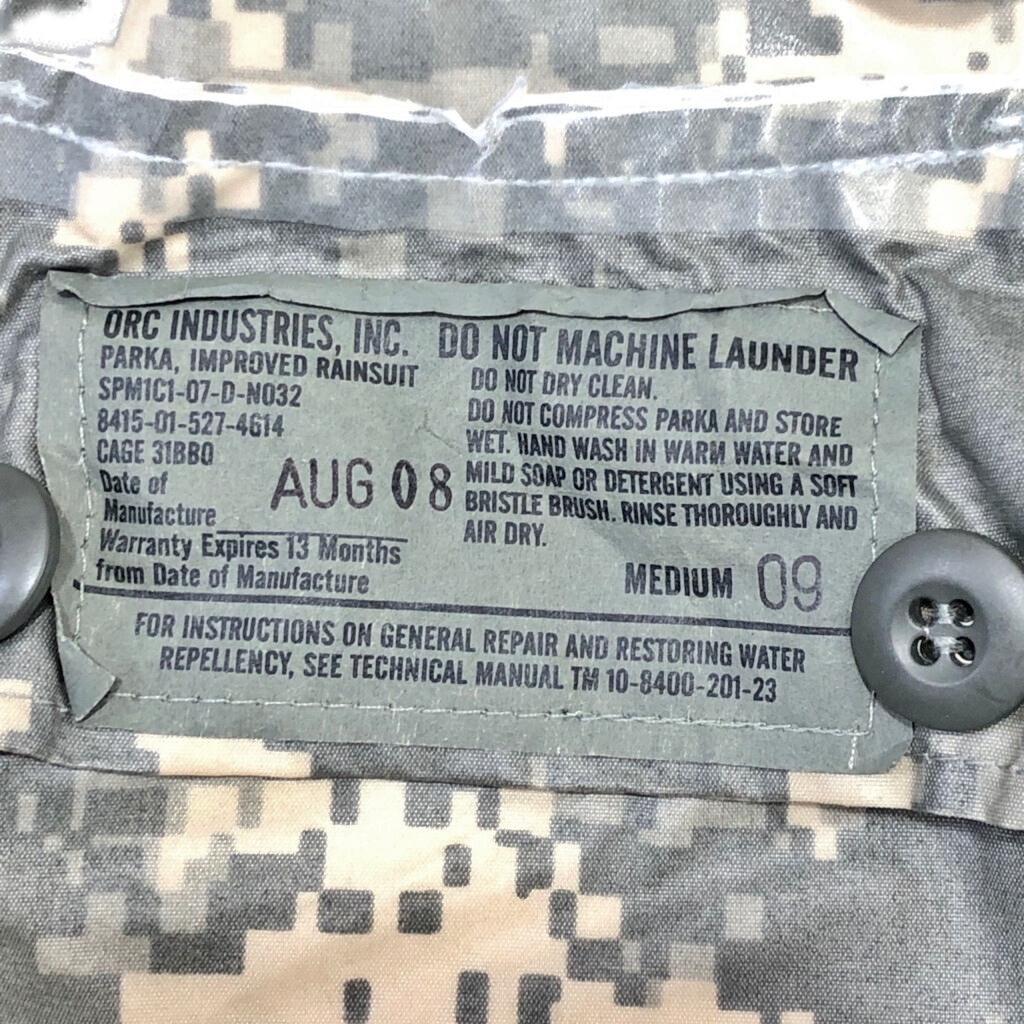 ORC INDUSTRIES, INC.
PARKA, IMPROVED RAINSUIT
SPM1C1-07-D-N032
8415-01-527-4614
CAGE 31BB0
Date of
Manufacture AUG 08
Warranty Expires 13 Months
from Date of Manufacture
DO NOT MACHINE LAUNDER
DO NOT DRY CLEAN.
DO NOT COMPRESS PARKA AND STORE
WET. HAND WASH IN WARM WATER AND
MILD SOAP OR DETERGENT USING A SOFT
BRISTLE BRUSH. RINSE THOROUGHLY AND
AIR DRY.
MEDIUM 09
FOR INSTRUCTIONS ON GENERAL REPAIR AND RESTORING WATER
REPELLENCY, SEE TECHNICAL MANUAL TM 10-8400-201-23